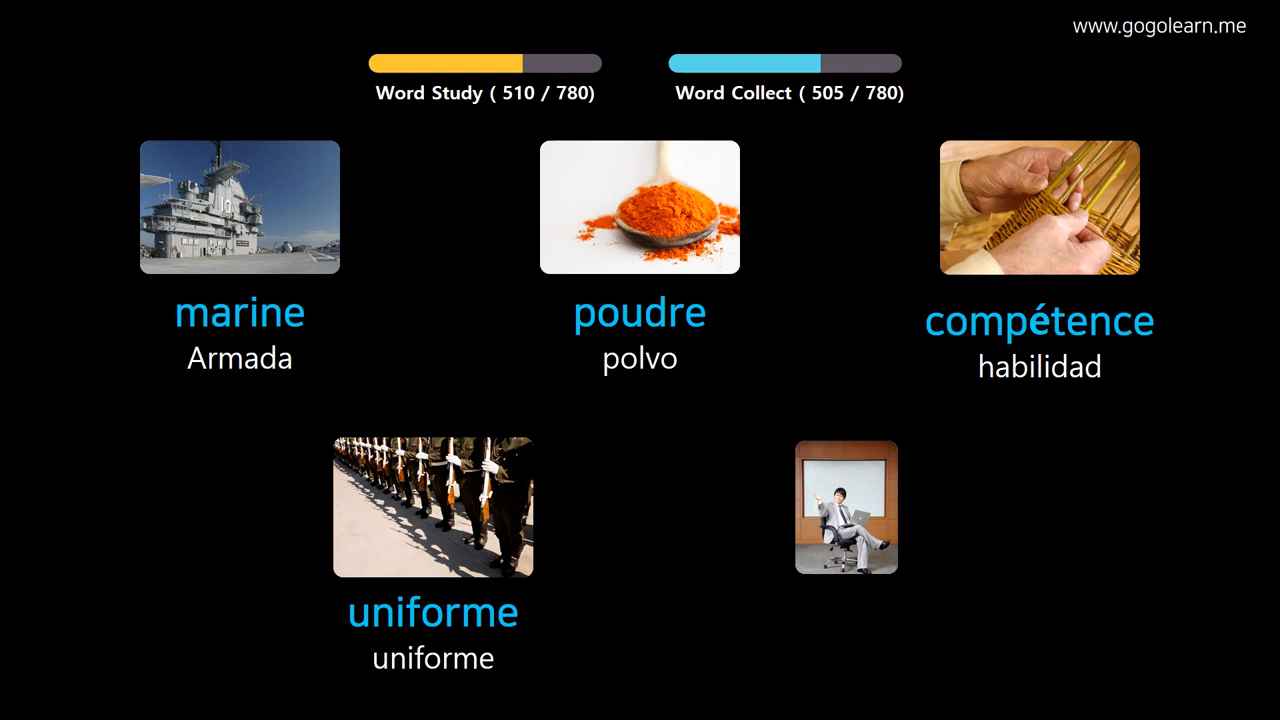 www.gogolearn.me
Word Study ( 510 / 780)
Word Collect ( 505 / 780)
marine
Armada
poudre
polvo
compétence
habilidad
uniforme
uniforme